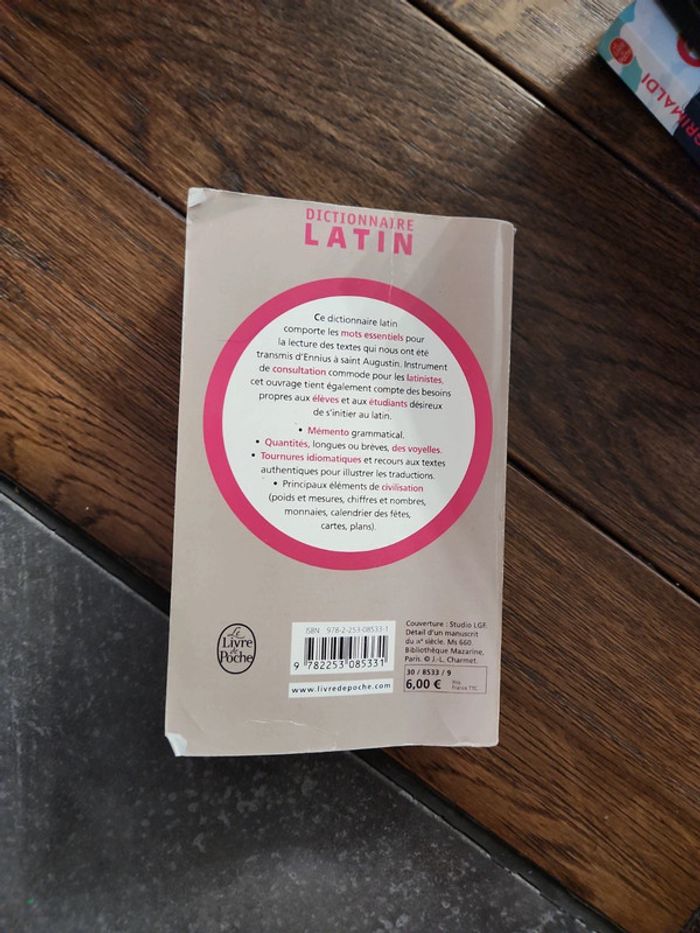 GRIMALDI
DICTIONNAIRE
LATIN
Ce dictionnaire latin
comporte les mots essentiels pour
la lecture des textes qui nous ont été
transmis d'Ennius à saint Augustin. Instrument
de consultation commode pour les latinistes,
cet ouvrage tient également compte des besoins
propres aux élèves et aux étudiants désireux
de s'initier au latin.
• Mémento grammatical.
• Quantités, longues ou brèves, des voyelles.
• Tournures idiomatiques et recours aux textes
authentiques pour illustrer les traductions.
• Principaux éléments de civilisation
(poids et mesures, chiffres et nombres,
monnaies, calendrier des fêtes,
cartes, plans).
Le
Livre
de
Poche
ISBN 978-2-253-08533-1
9 782253 085331
www.livredepoche.com
Couverture : Studio LGF.
Détail d'un manuscrit
du IXe siècle. Ms 660.
Bibliothèque Mazarine,
Paris. © J.-L. Charmet.
30 / 8533 / 9
6,00 € Prix
France TTC